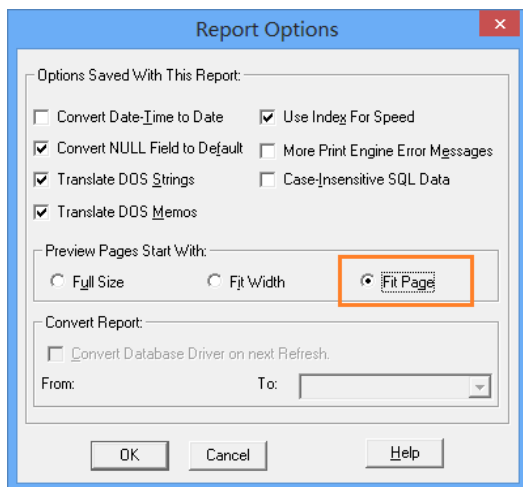 Report Options
Options Saved With This Report:
Convert Date-Time to Date
Use Index For Speed
Convert NULL Field to Default
More Print Engine Error Messages
Translate DOS Strings
Case-Insensitive SQL Data
Translate DOS Memos
Preview Pages Start With:
Full Size
Fit Width
Fit Page
Convert Report:
Convert Database Driver on next Refresh.
From:
To:
OK
Cancel
Help